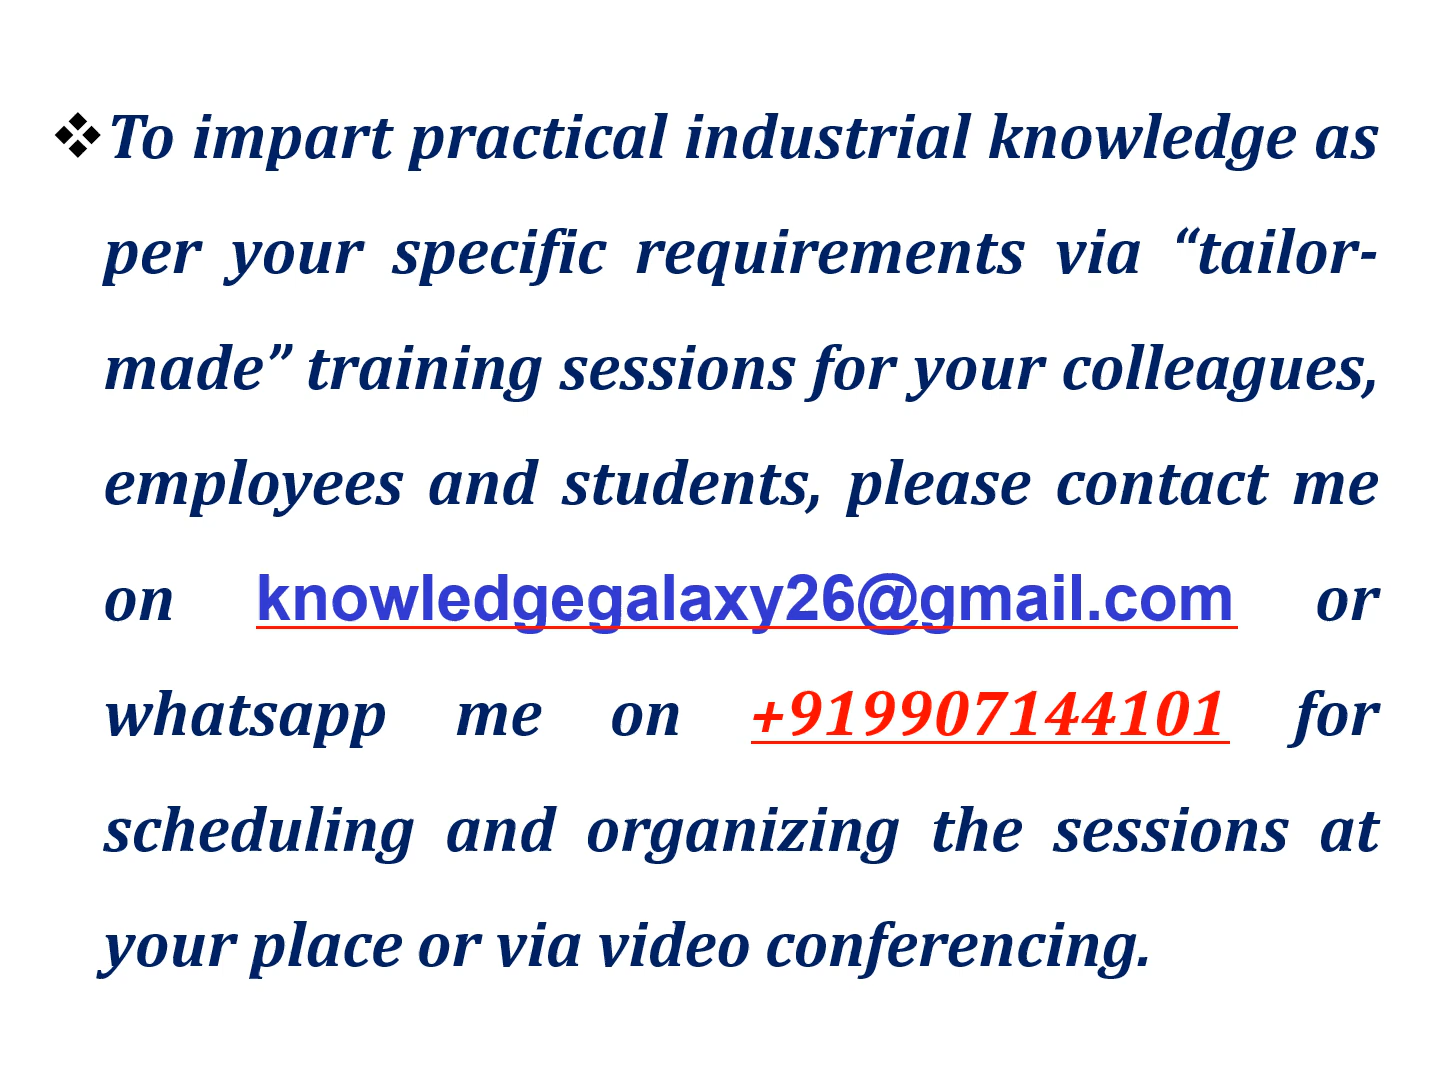 ❖To impart practical industrial knowledge as
per your specific requirements via “tailor-
made” training sessions for your colleagues,
employees and students, please contact me
on knowledgegalaxy26@gmail.com or
whatsapp me on +919907144101 for
scheduling and organizing the sessions at
your place or via video conferencing.